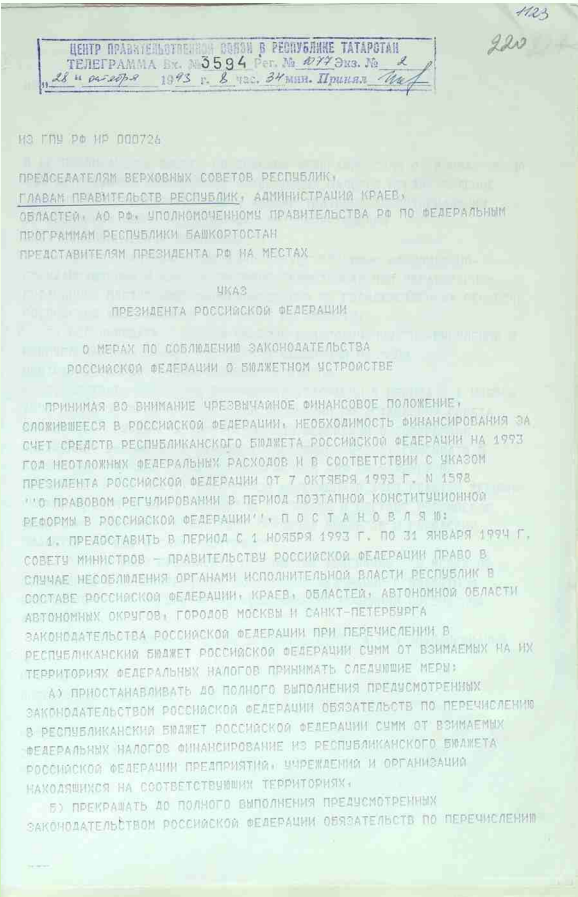 1123
220
ЦЕНТР ПРАВИТЕЛЬСТВЕННОЙ СВЯЗИ В РЕСПУБЛИКЕ ТАТАРСТАН
ТЕЛЕГРАММА Вх. №3594 Рег. № 1077 Экз. № 2
„28 " октября 1993 г. 8 час. 34 мин. Принял
ИЗ ГПУ РФ НР 000726
ПРЕДСЕДАТЕЛЯМ ВЕРХОВНЫХ СОВЕТОВ РЕСПУБЛИК,
ГЛАВАМ ПРАВИТЕЛЬСТВ РЕСПУБЛИК, АДМИНИСТРАЦИЙ КРАЕВ,
ОБЛАСТЕЙ, АО РФ, УПОЛНОМОЧЕННОМУ ПРАВИТЕЛЬСТВА РФ ПО ФЕДЕРАЛЬНЫМ
ПРОГРАММАМ РЕСПУБЛИКИ БАШКОРТОСТАН
ПРЕДСТАВИТЕЛЯМ ПРЕЗИДЕНТА РФ НА МЕСТАХ
УКАЗ
ПРЕЗИДЕНТА РОССИЙСКОЙ ФЕДЕРАЦИИ
О МЕРАХ ПО СОБЛЮДЕНИЮ ЗАКОНОДАТЕЛЬСТВА
РОССИЙСКОЙ ФЕДЕРАЦИИ О БЮДЖЕТНОМ УСТРОЙСТВЕ
ПРИНИМАЯ ВО ВНИМАНИЕ ЧРЕЗВЫЧАЙНОЕ ФИНАНСОВОЕ ПОЛОЖЕНИЕ,
СЛОЖИВШЕЕСЯ В РОССИЙСКОЙ ФЕДЕРАЦИИ, НЕОБХОДИМОСТЬ ФИНАНСИРОВАНИЯ ЗА
СЧЕТ СРЕДСТВ РЕСПУБЛИКАНСКОГО БЮДЖЕТА РОССИЙСКОЙ ФЕДЕРАЦИИ НА 1993
ГОД НЕОТЛОЖНЫХ ФЕДЕРАЛЬНЫХ РАСХОДОВ И В СООТВЕТСТВИИ С УКАЗОМ
ПРЕЗИДЕНТА РОССИЙСКОЙ ФЕДЕРАЦИИ ОТ 7 ОКТЯБРЯ 1993 Г. N 1598
''О ПРАВОВОМ РЕГУЛИРОВАНИИ В ПЕРИОД ПОЭТАПНОЙ КОНСТИТУЦИОННОЙ
РЕФОРМЫ В РОССИЙСКОЙ ФЕДЕРАЦИИ'', П О С Т А Н О В Л Я Ю:
1. ПРЕДОСТАВИТЬ В ПЕРИОД С 1 НОЯБРЯ 1993 Г. ПО 31 ЯНВАРЯ 1994 Г.
СОВЕТУ МИНИСТРОВ - ПРАВИТЕЛЬСТВУ РОССИЙСКОЙ ФЕДЕРАЦИИ ПРАВО В
СЛУЧАЕ НЕСОБЛЮДЕНИЯ ОРГАНАМИ ИСПОЛНИТЕЛЬНОЙ ВЛАСТИ РЕСПУБЛИК В
СОСТАВЕ РОССИЙСКОЙ ФЕДЕРАЦИИ, КРАЕВ, ОБЛАСТЕЙ, АВТОНОМНОЙ ОБЛАСТИ
АВТОНОМНЫХ ОКРУГОВ, ГОРОДОВ МОСКВЫ И САНКТ-ПЕТЕРБУРГА
ЗАКОНОДАТЕЛЬСТВА РОССИЙСКОЙ ФЕДЕРАЦИИ ПРИ ПЕРЕЧИСЛЕНИИ В
РЕСПУБЛИКАНСКИЙ БЮДЖЕТ РОССИЙСКОЙ ФЕДЕРАЦИИ СУММ ОТ ВЗИМАЕМЫХ НА ИХ
ТЕРРИТОРИЯХ ФЕДЕРАЛЬНЫХ НАЛОГОВ ПРИНИМАТЬ СЛЕДУЮЩИЕ МЕРЫ:
А) ПРИОСТАНАВЛИВАТЬ ДО ПОЛНОГО ВЫПОЛНЕНИЯ ПРЕДУСМОТРЕННЫХ
ЗАКОНОДАТЕЛЬСТВОМ РОССИЙСКОЙ ФЕДЕРАЦИИ ОБЯЗАТЕЛЬСТВ ПО ПЕРЕЧИСЛЕНИЮ
В РЕСПУБЛИКАНСКИЙ БЮДЖЕТ РОССИЙСКОЙ ФЕДЕРАЦИИ СУММ ОТ ВЗИМАЕМЫХ
ФЕДЕРАЛЬНЫХ НАЛОГОВ ФИНАНСИРОВАНИЕ ИЗ РЕСПУБЛИКАНСКОГО БЮДЖЕТА
РОССИЙСКОЙ ФЕДЕРАЦИИ ПРЕДПРИЯТИЙ, УЧРЕЖДЕНИЙ И ОРГАНИЗАЦИЙ
НАХОДЯЩИХСЯ НА СООТВЕТСТВУЮЩИХ ТЕРРИТОРИЯХ,
Б) ПРЕКРАЩАТЬ ДО ПОЛНОГО ВЫПОЛНЕНИЯ ПРЕДУСМОТРЕННЫХ
ЗАКОНОДАТЕЛЬСТВОМ РОССИЙСКОЙ ФЕДЕРАЦИИ ОБЯЗАТЕЛЬСТВ ПО ПЕРЕЧИСЛЕНИЮ